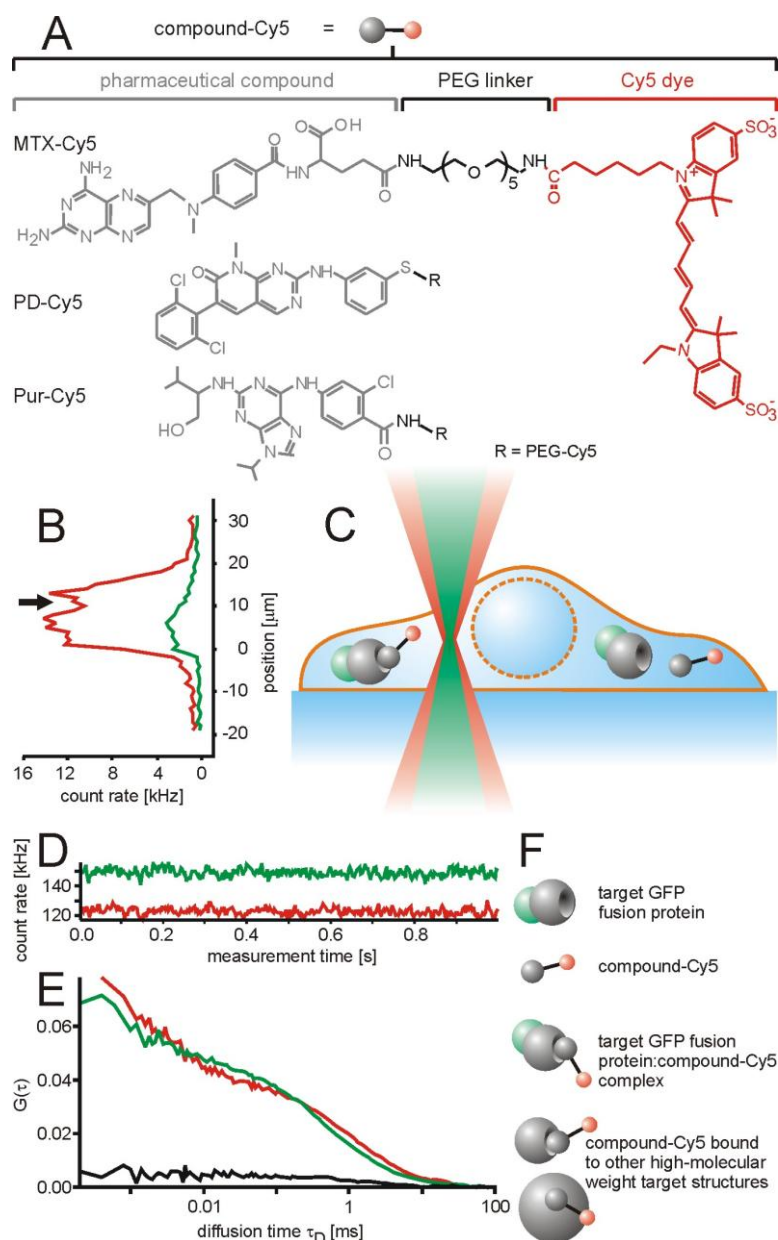 A
compound-Cy5 =
pharmaceutical compound
PEG linker
Cy5 dye
MTX-Cy5
NH₂
H₂N
N
N
N
N
N
O
NH
O
OH
O
NH
O
5
NH
O
C
N+
SO₃⁻
N
SO₃⁻
PD-Cy5
Cl
Cl
O
N
N
N
NH
S
R
Pur-Cy5
HO
NH
N
N
N
N
NH
Cl
O
NH
R
R = PEG-Cy5
B
30
20
10
0
-10
-20
position [µm]
16 12 8 4 0
count rate [kHz]
C
D
count rate [kHz]
140
120
0.0 0.2 0.4 0.6 0.8
measurement time [s]
E
G(τ)
0.06
0.04
0.02
0.00
0.01 1 100
diffusion time τD [ms]
F
target GFP
fusion protein
compound-Cy5
target GFP fusion
protein:compound-Cy5
complex
compound-Cy5 bound
to other high-molecular
weight target structures